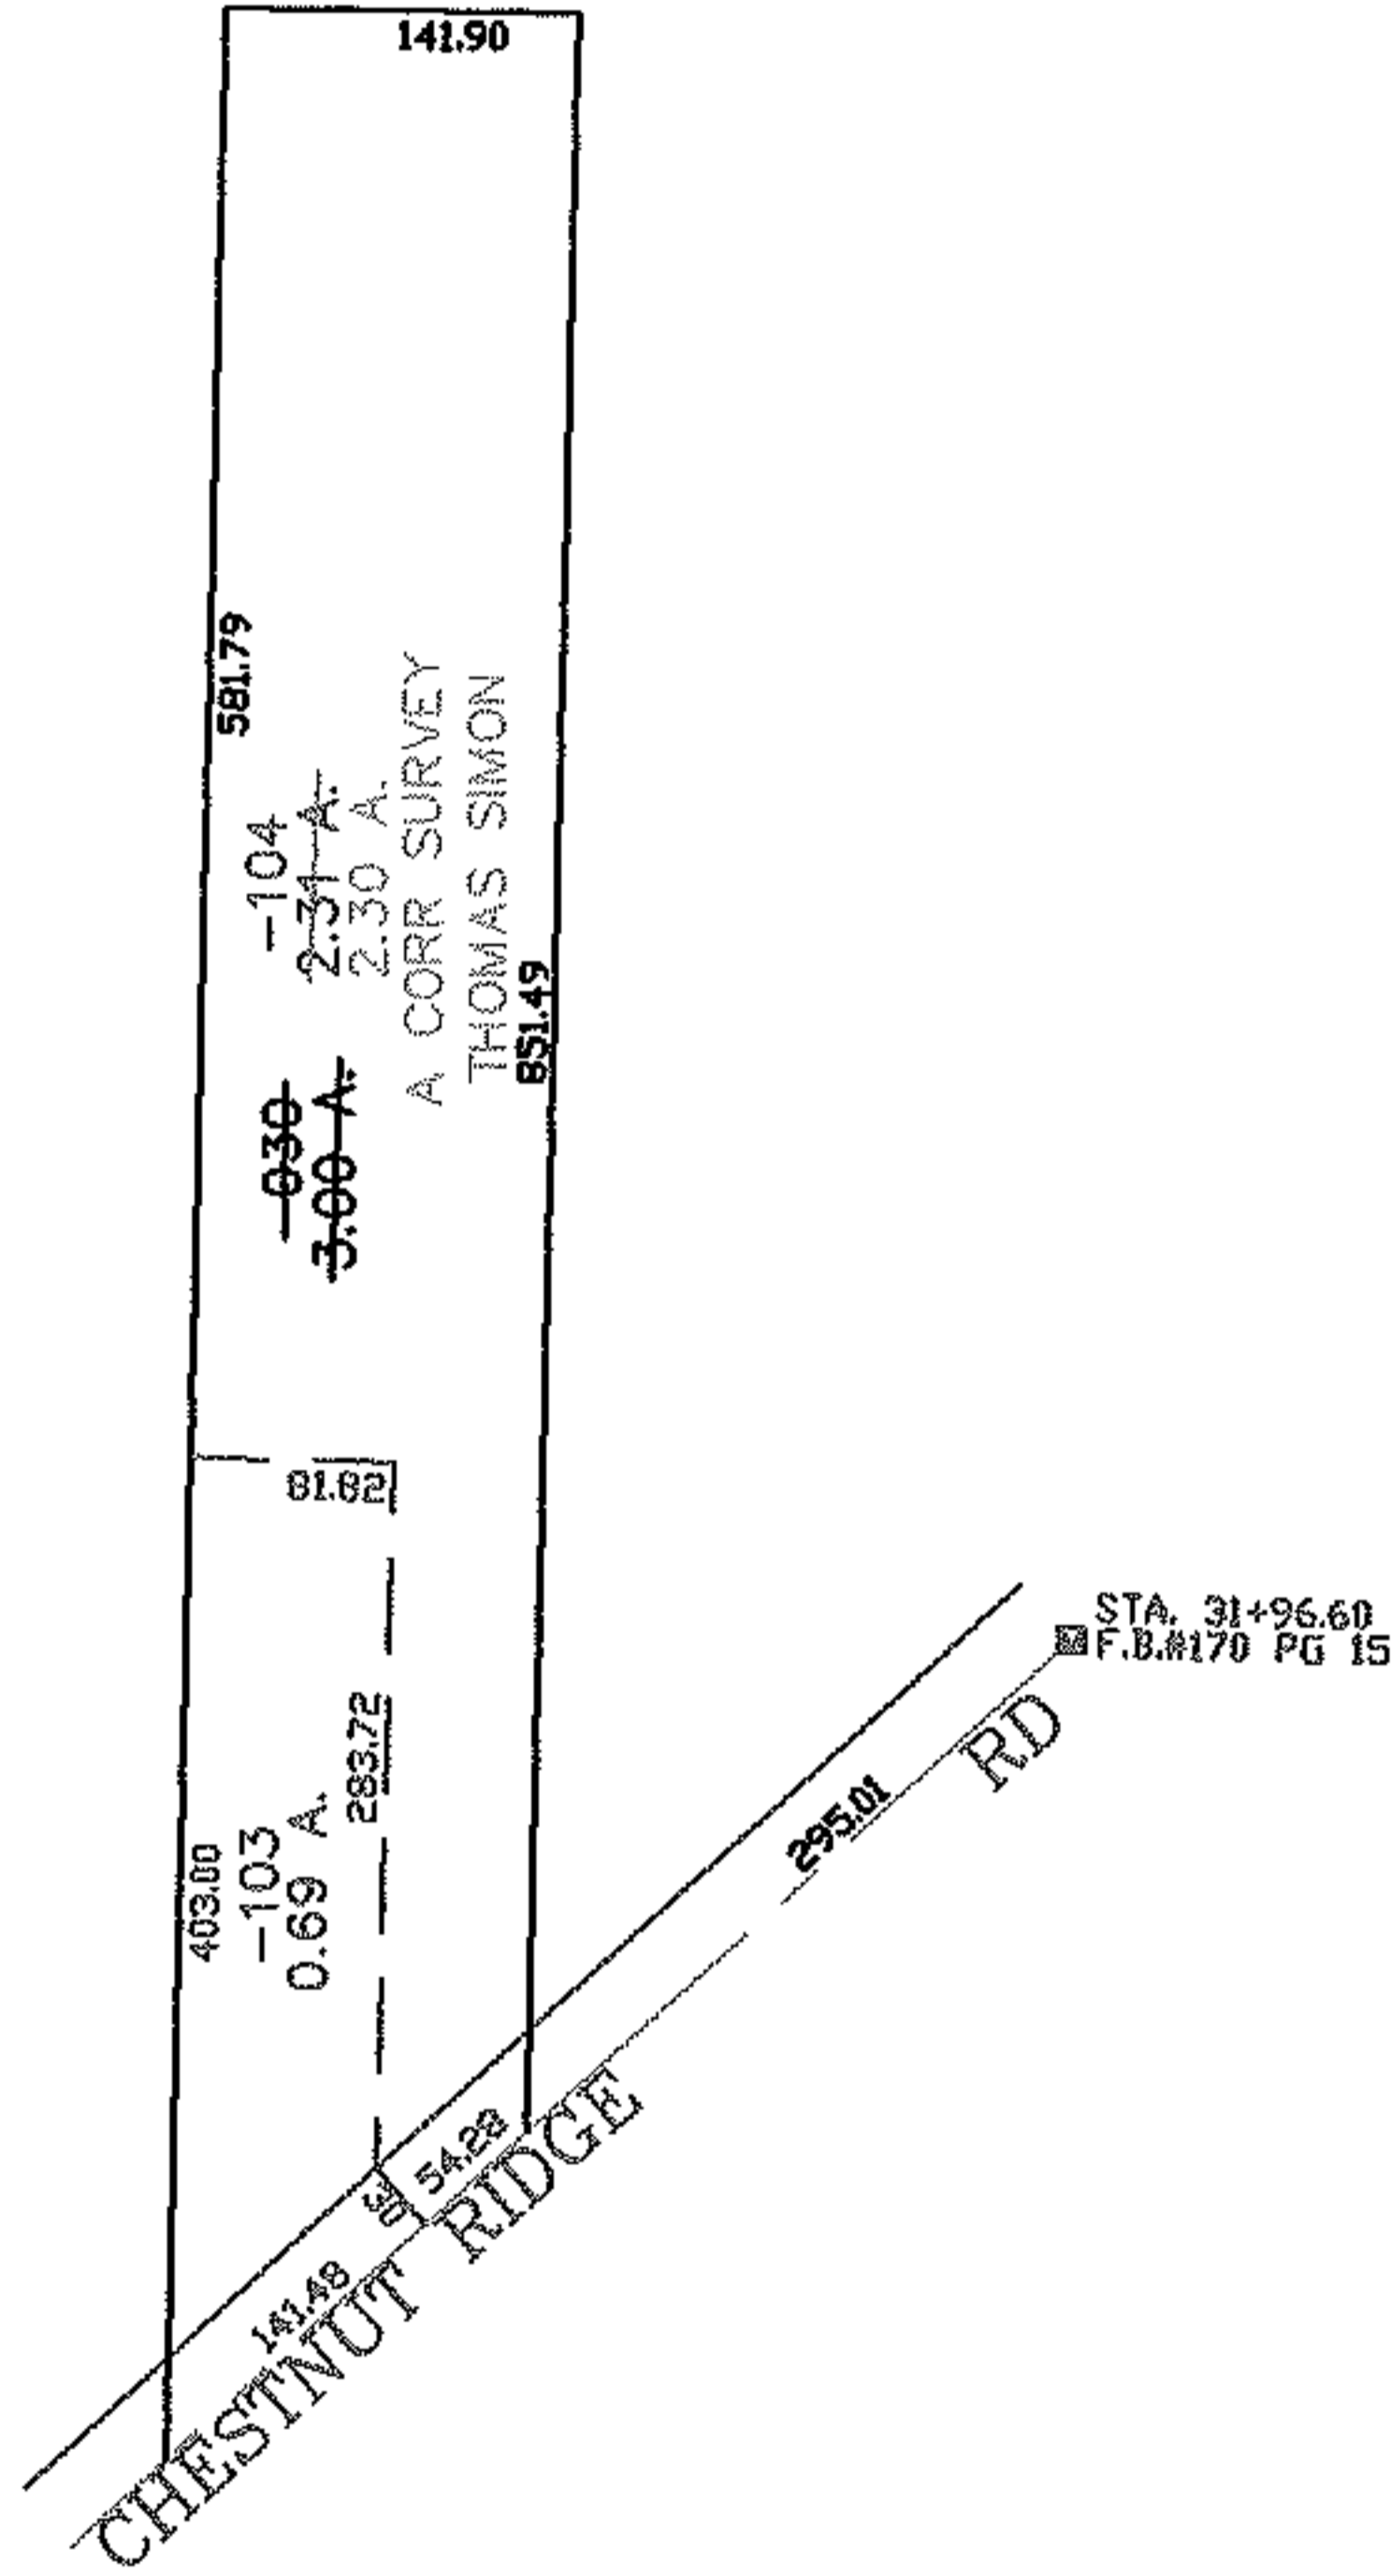 141.90
581.79
-104
2.31 A.
2.30 A.
A CORR SURVEY
THOMAS SIMON
851.49
-030
3.00 A.
81.82
283.72
403.00
-103
0.69 A.
STA. 31+96.60
F.B.#170 PG 15
295.01
54.28
30
141.48
CHESTNUT RIDGE RD